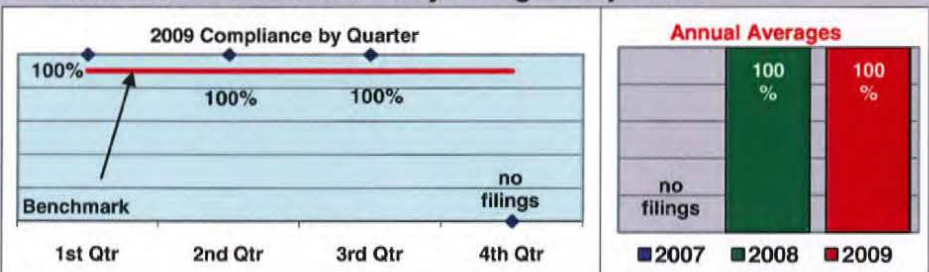 2009 Compliance by Quarter
100%
100%
100%
no
filings
Benchmark
1st Qtr
2nd Qtr
3rd Qtr
4th Qtr
Annual Averages
100
%
100
%
no
filings
2007
2008
2009